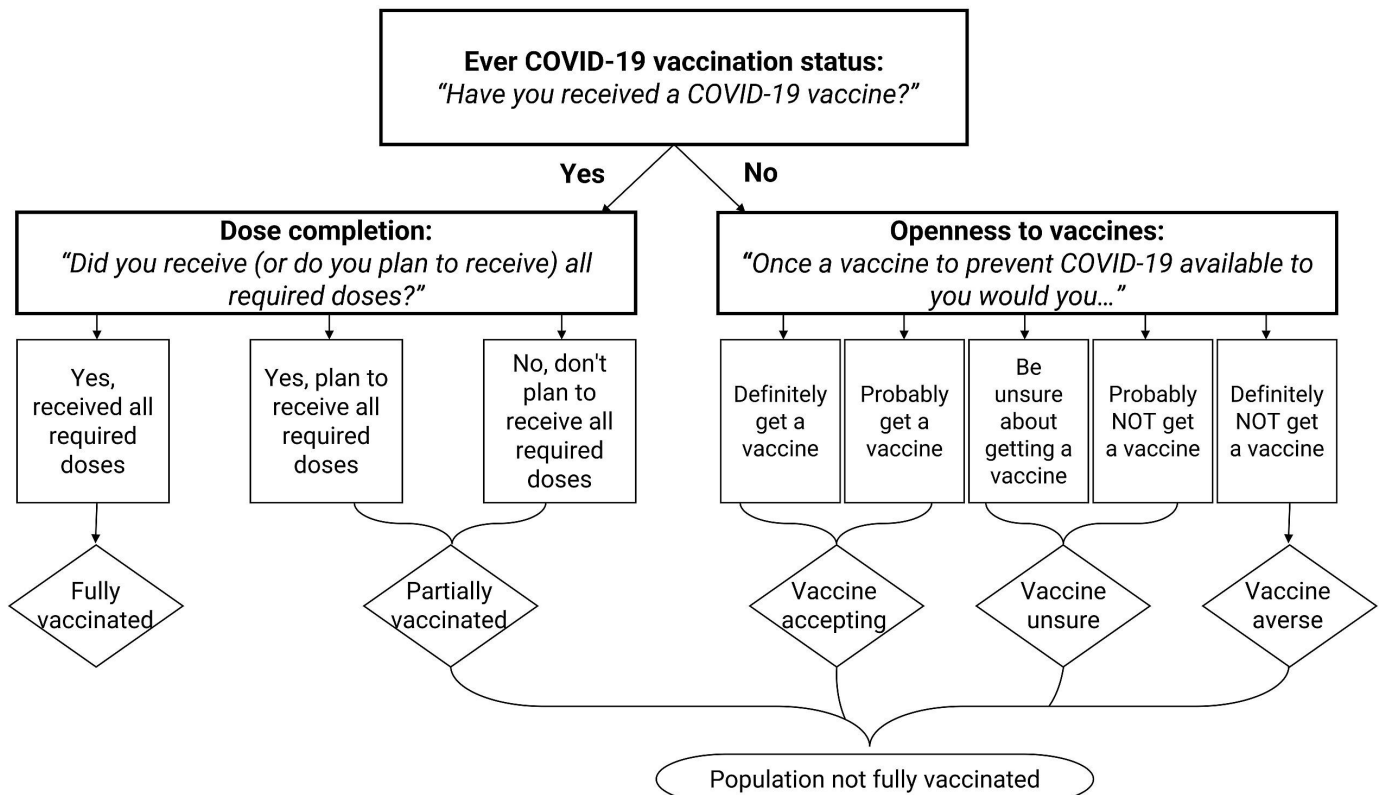 Ever COVID-19 vaccination status:
“Have you received a COVID-19 vaccine?”
Yes
No
Dose completion:
“Did you receive (or do you plan to receive) all
required doses?”
Openness to vaccines:
“Once a vaccine to prevent COVID-19 available to
you would you…”
Yes,
received all
required
doses
Yes, plan to
receive all
required
doses
No, don't
plan to
receive all
required
doses
Definitely
get a
vaccine
Probably
get a
vaccine
Be
unsure
about
getting a
vaccine
Probably
NOT get
a vaccine
Definitely
NOT get
a vaccine
Fully
vaccinated
Partially
vaccinated
Vaccine
accepting
Vaccine
unsure
Vaccine
averse
Population not fully vaccinated